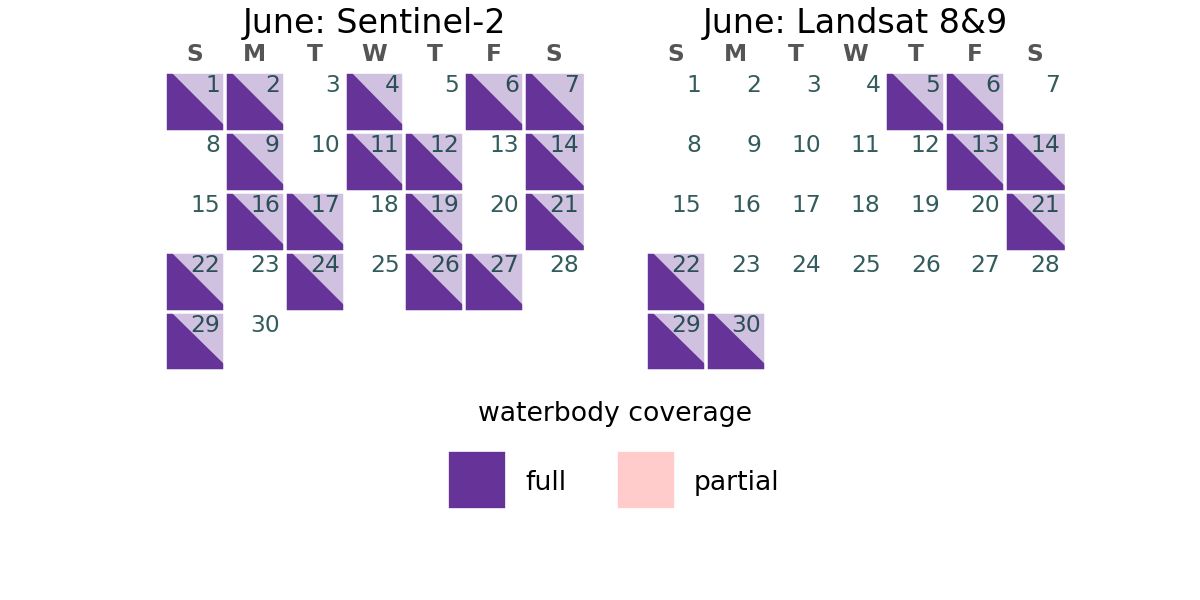 June: Sentinel-2
S M T W T F S
1 2 3 4 5 6 7
8 9 10 11 12 13 14
15 16 17 18 19 20 21
22 23 24 25 26 27 28
29 30
June: Landsat 8&9
S M T W T F S
1 2 3 4 5 6 7
8 9 10 11 12 13 14
15 16 17 18 19 20 21
22 23 24 25 26 27 28
29 30
waterbody coverage
full partial